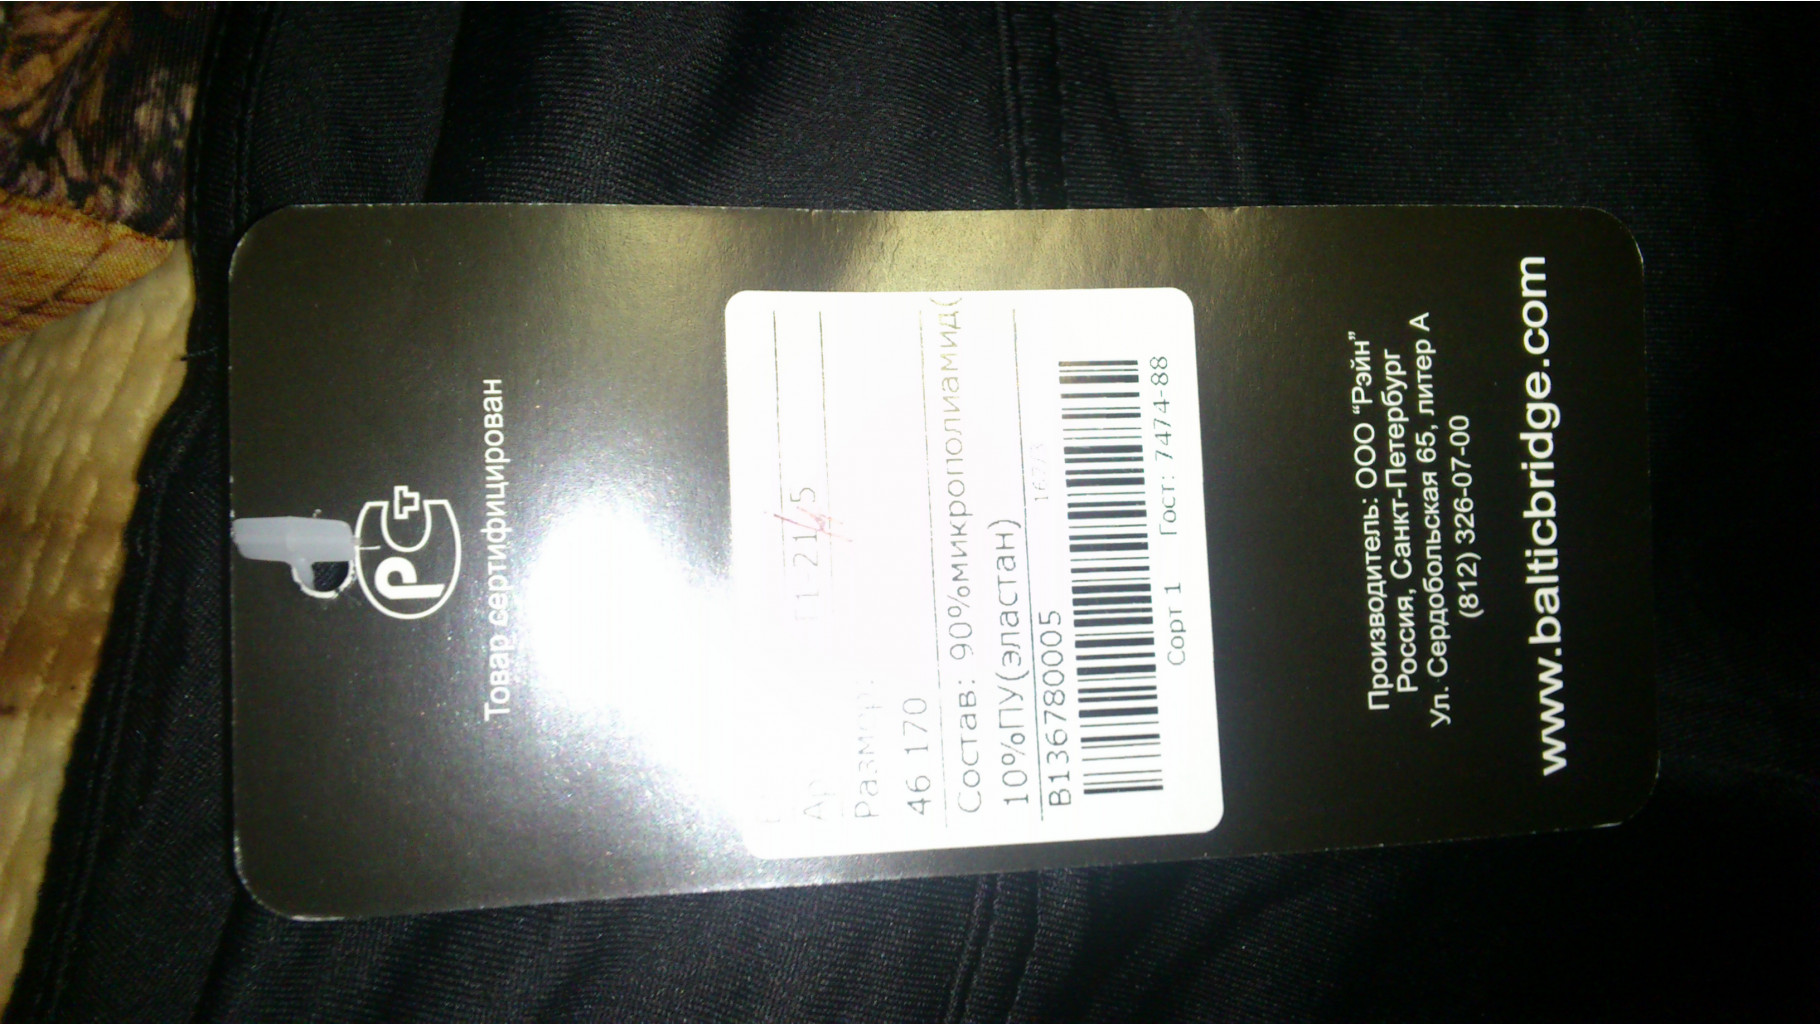 РСТ
Товар сертифицирован
Размер:
46 170
Состав: 90%микрополиамид(
10%ПУ(эластан)
B136780005
Сорт 1 Гост: 7474-88
Производитель: ООО “Рэйн”
Россия, Санкт-Петербург
Ул. Сердобольская 65, литер А
(812) 326-07-00
www.balticbridge.com